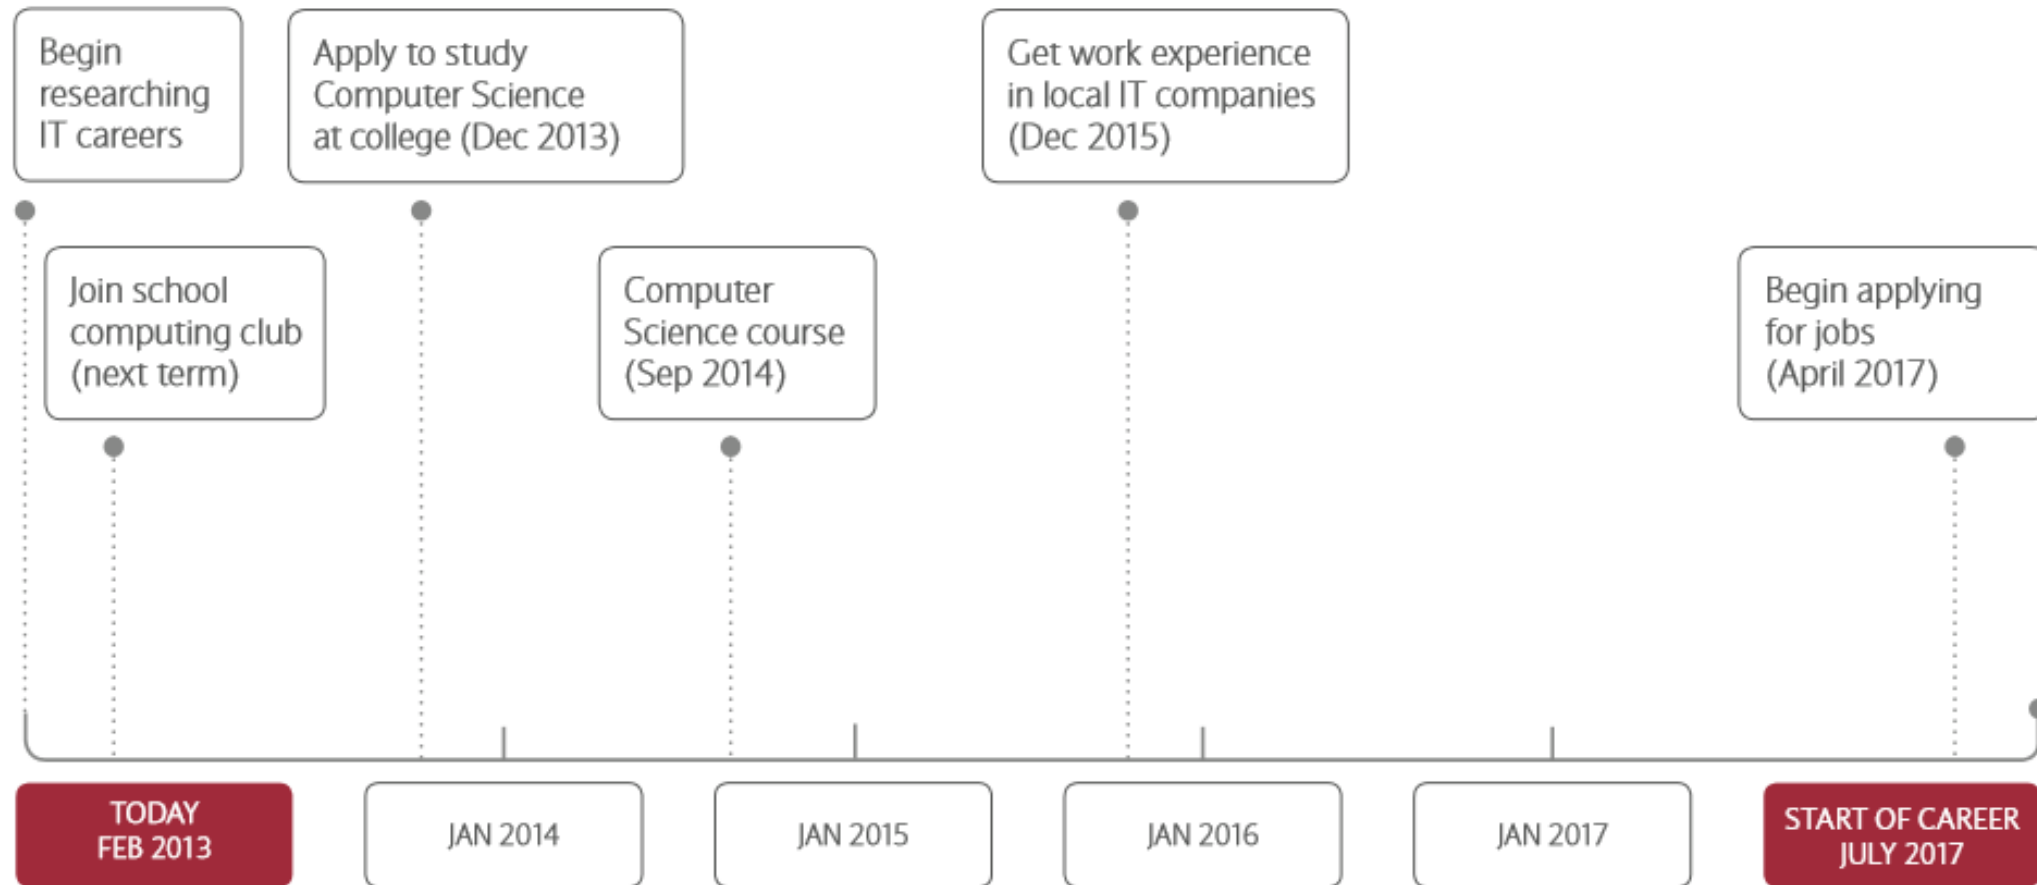 Begin
researching
IT careers
Apply to study
Computer Science
at college (Dec 2013)
Get work experience
in local IT companies
(Dec 2015)
Join school
computing club
(next term)
Computer
Science course
(Sep 2014)
Begin applying
for jobs
(April 2017)
TODAY
FEB 2013
JAN 2014
JAN 2015
JAN 2016
JAN 2017
START OF CAREER
JULY 2017